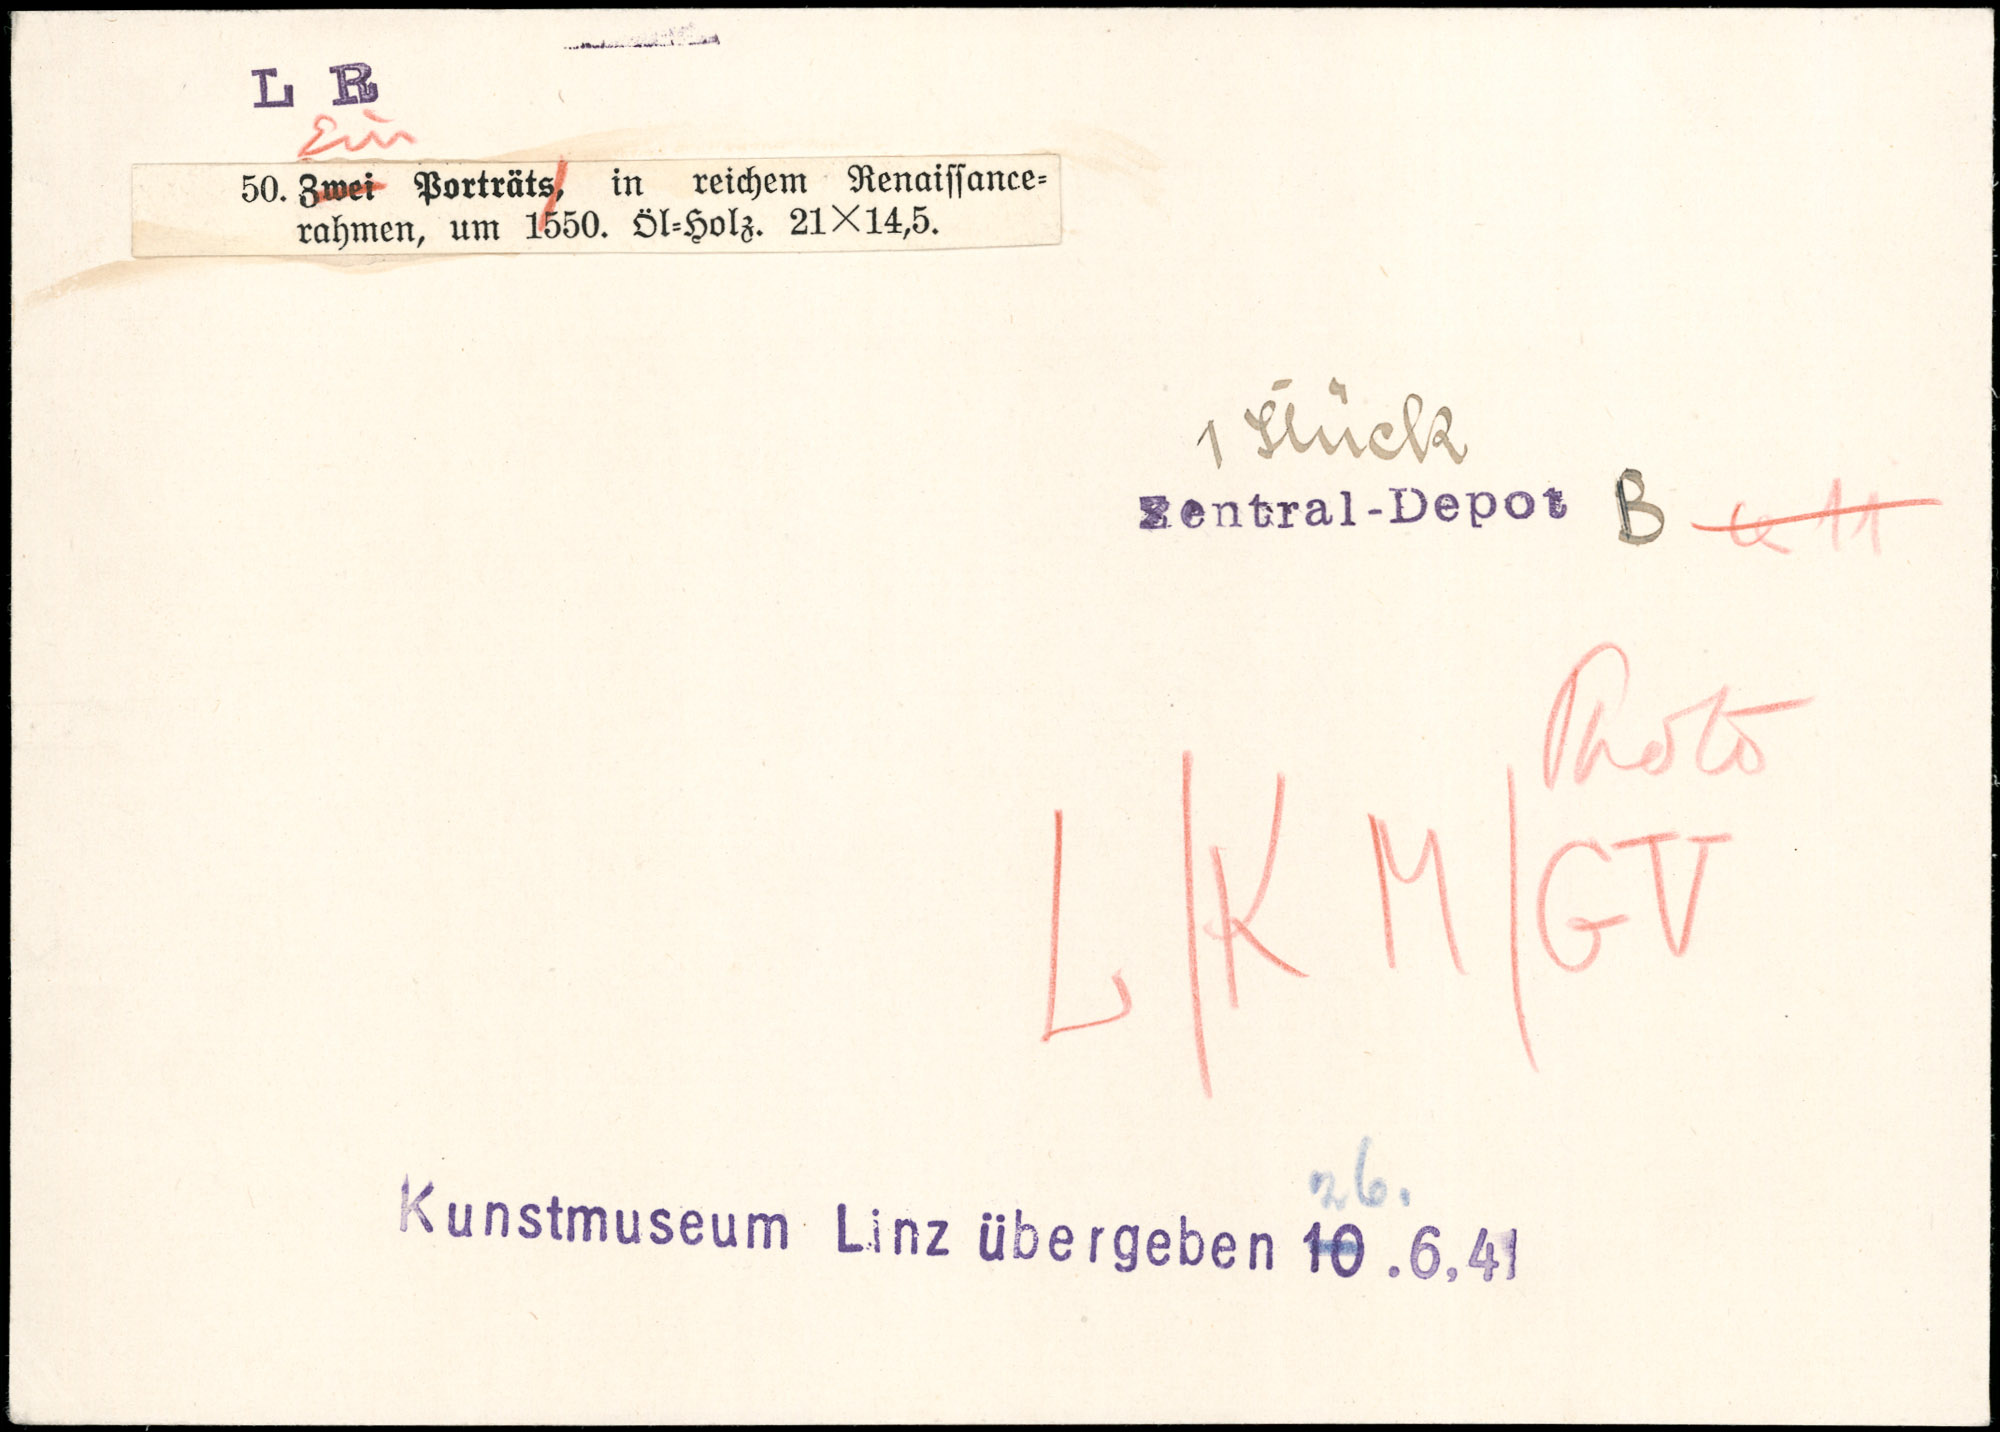 L R
Ein
50. Zwei Porträts, in reichem Renaissance=
rahmen, um 1550. Öl=Holz. 21×14,5.
1 Stück
Zentral-Depot B
11
Photo
L/K M/GV
26.
Kunstmuseum Linz übergeben 10.6.41